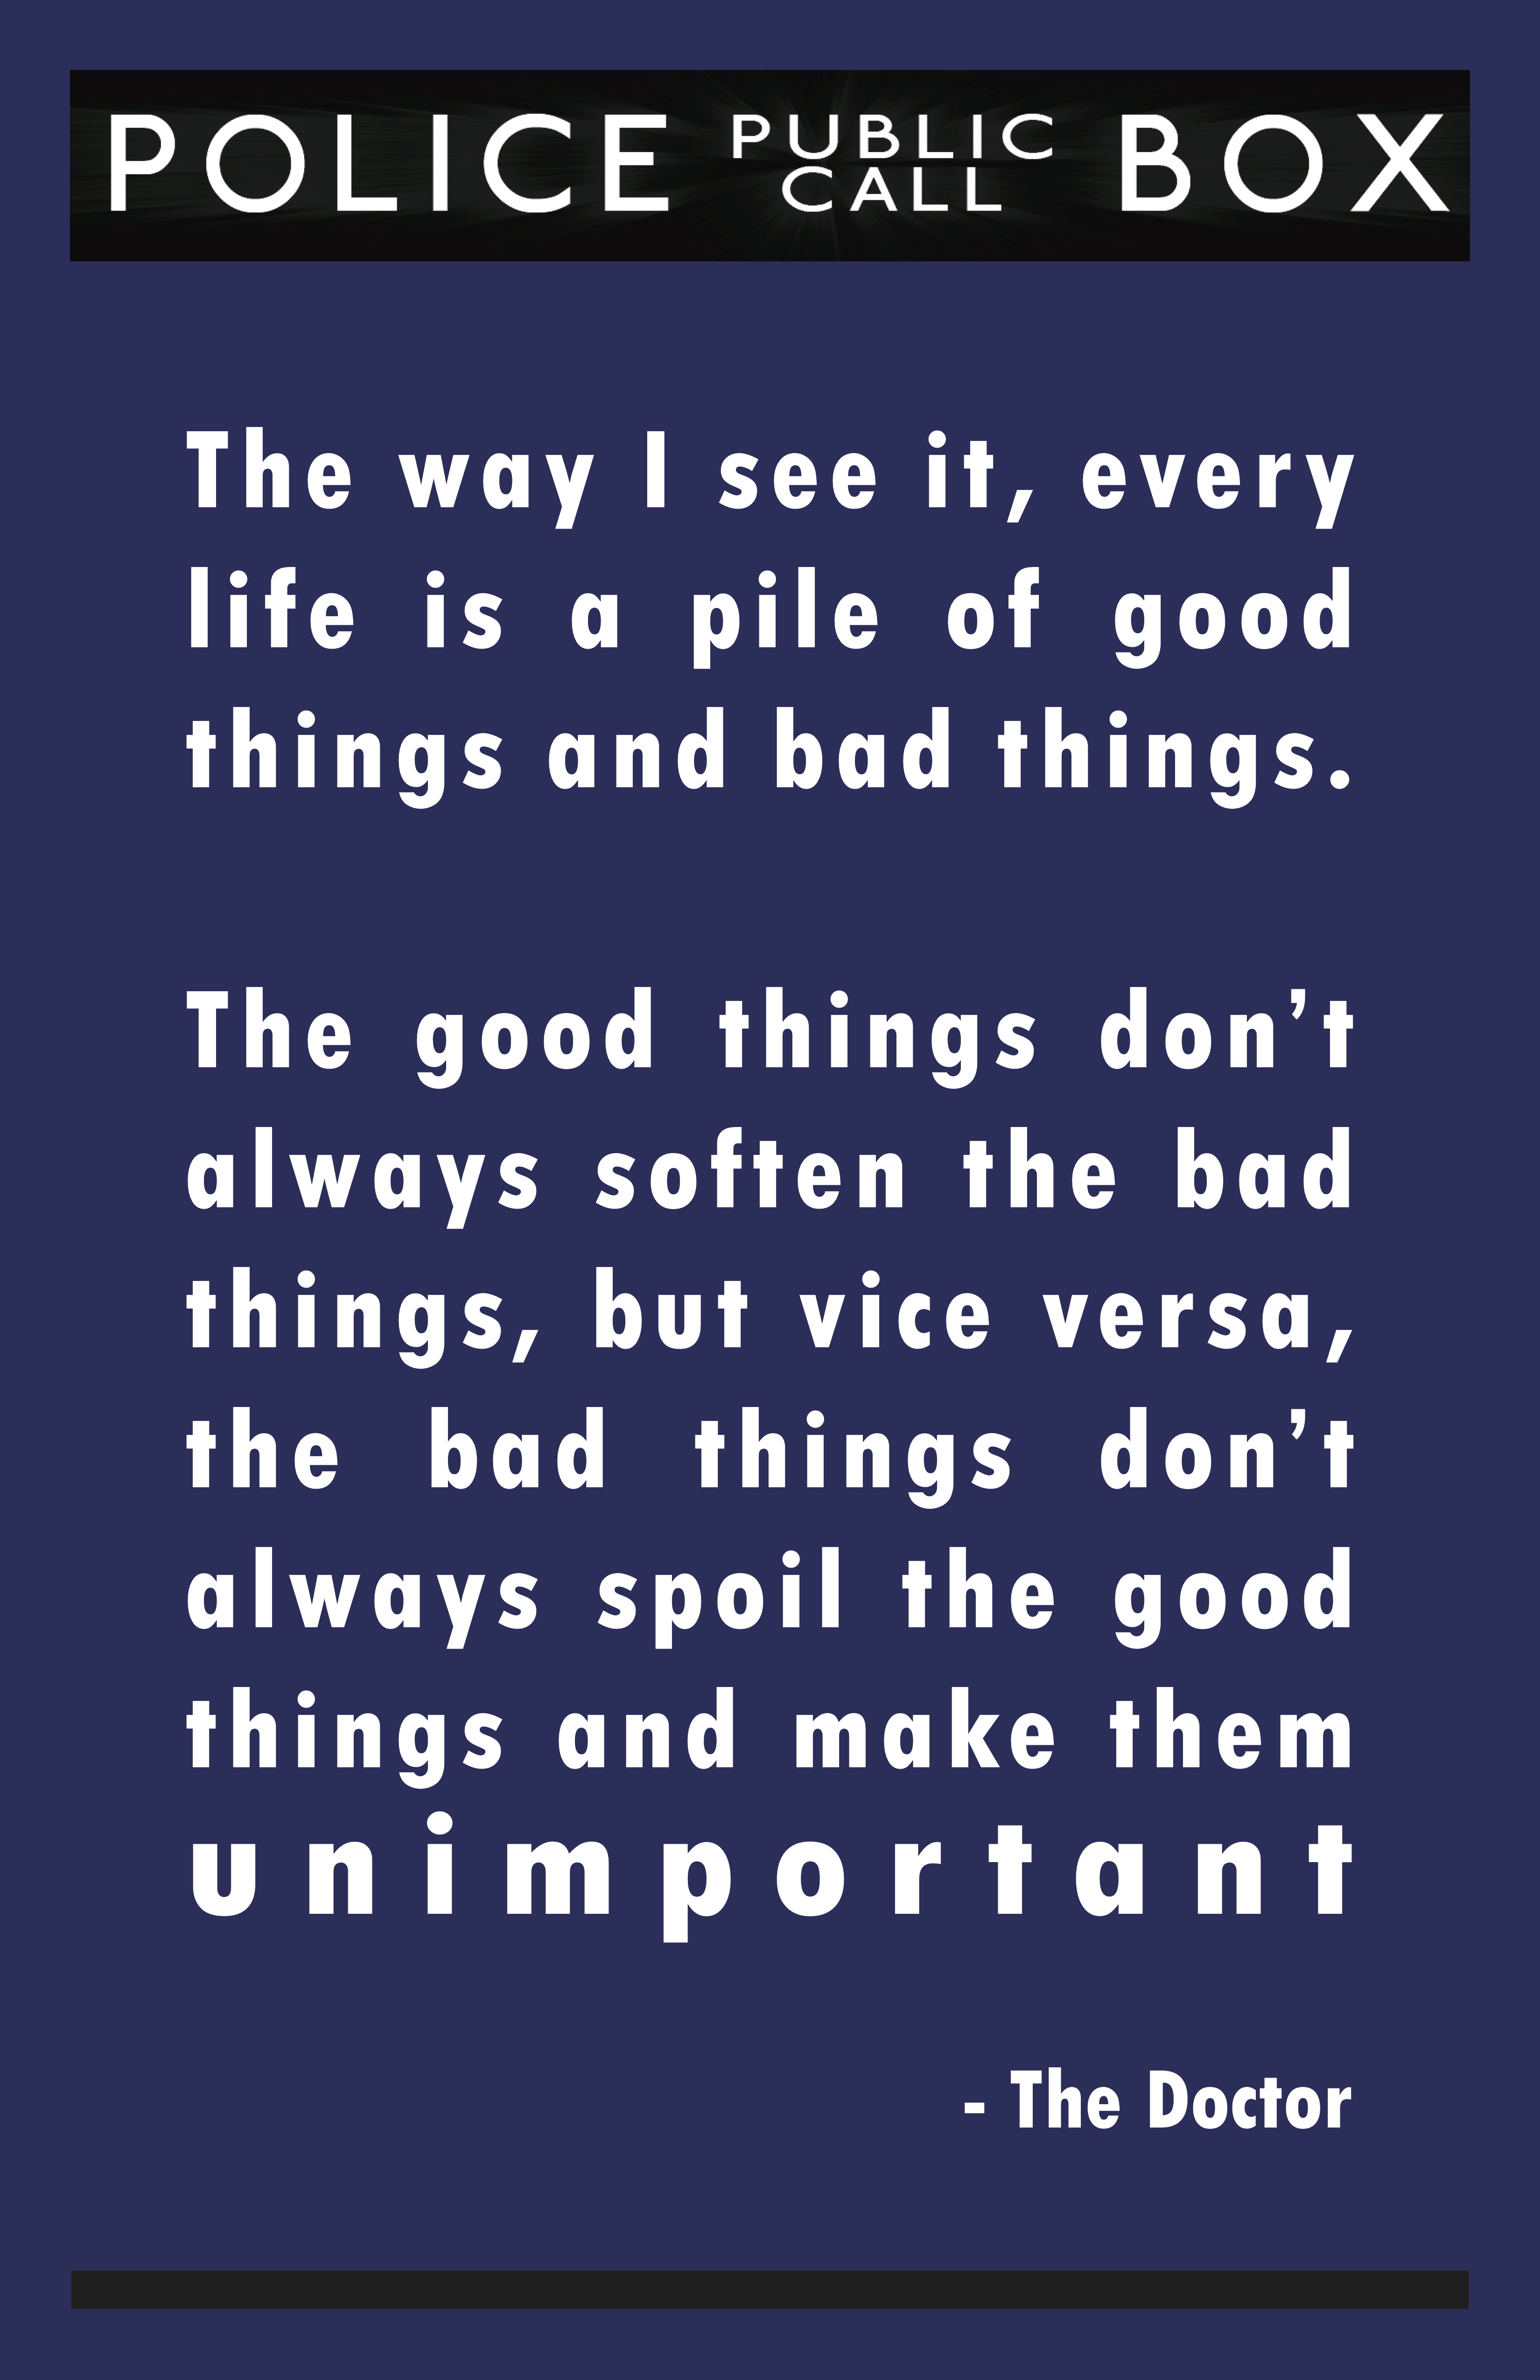 POLICE PUBLIC CALL BOX
The way I see it, every
life is a pile of good
things and bad things.
The good things don’t
always soften the bad
things, but vice versa,
the bad things don’t
always spoil the good
things and make them
unimportant
- The Doctor